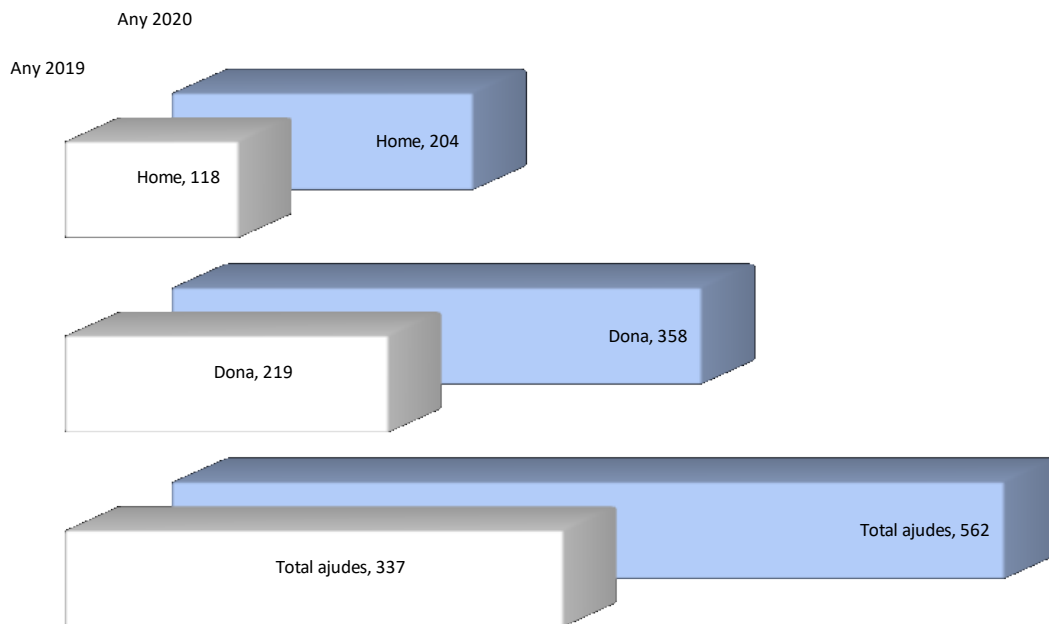 Any 2020
Any 2019
Home, 204
Home, 118
Dona, 358
Dona, 219
Total ajudes, 562
Total ajudes, 337